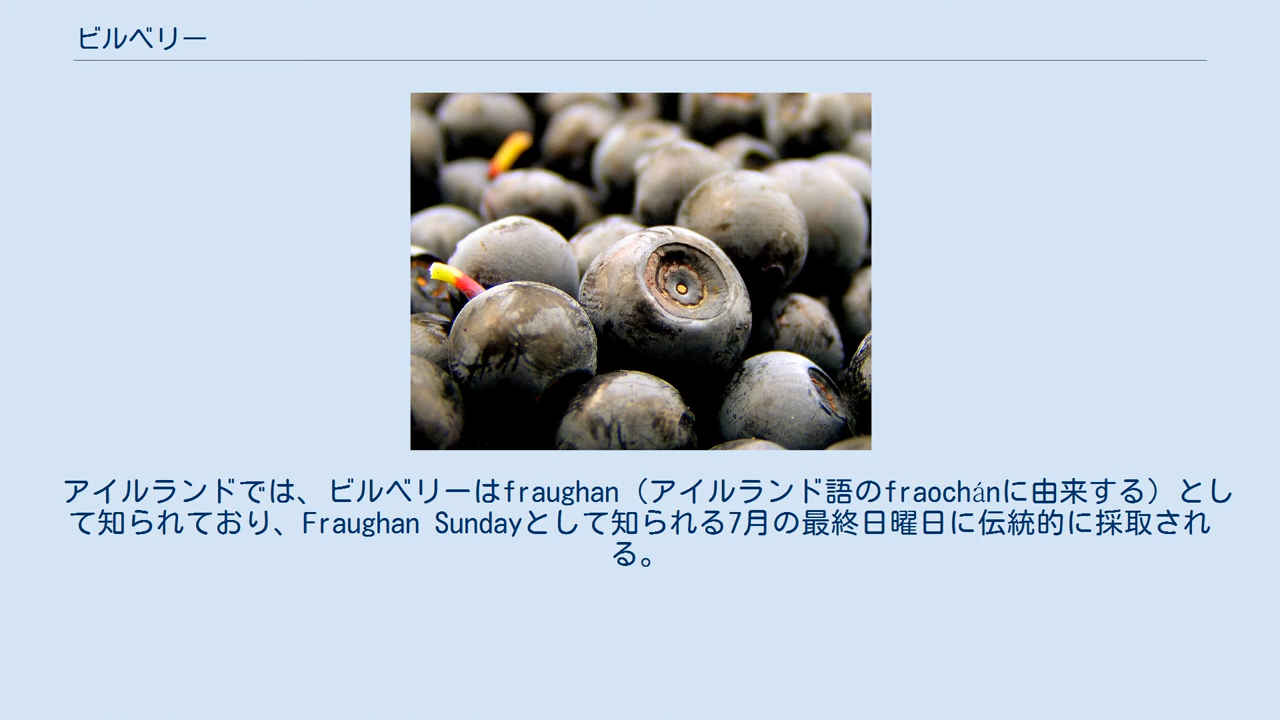 ビルベリー
アイルランドでは、ビルベリーはfraughan（アイルランド語のfraochánに由来する）とし
て知られており、Fraughan Sundayとして知られる7月の最終日曜日に伝統的に採取され
る。